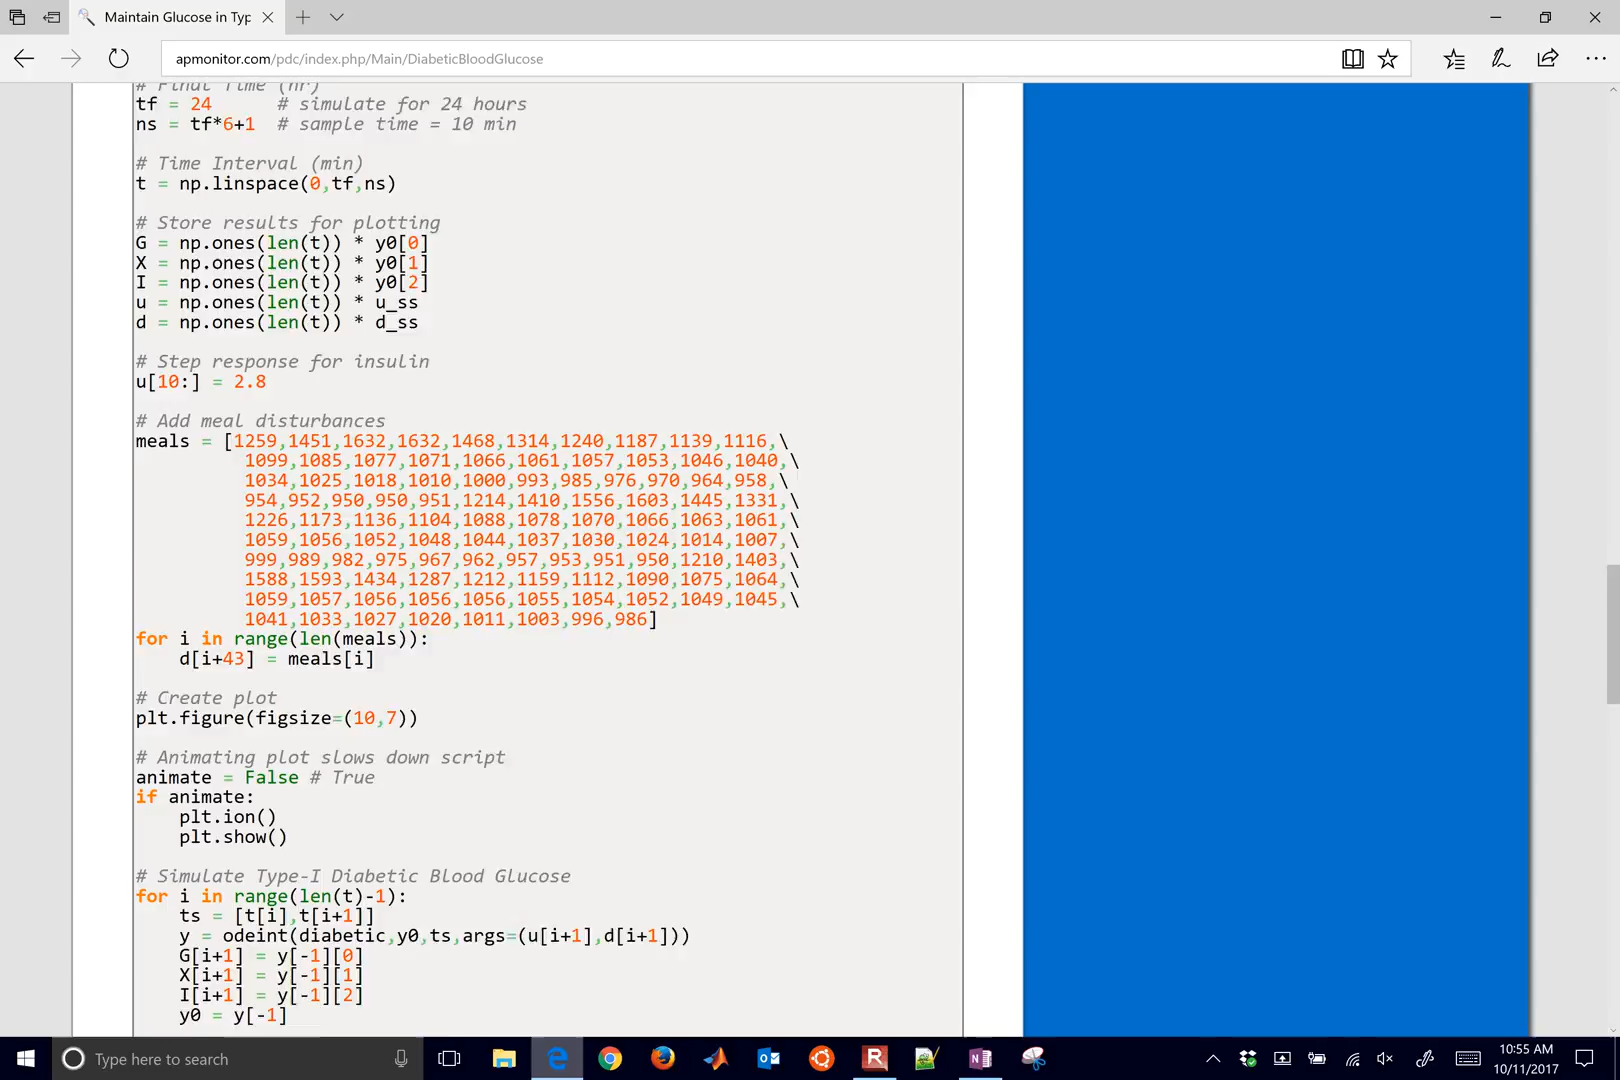 Maintain Glucose in Typ
apmonitor.com/pdc/index.php/Main/DiabeticBloodGlucose
# Final Time (hr)
tf = 24      # simulate for 24 hours
ns = tf*6+1  # sample time = 10 min
# Time Interval (min)
t = np.linspace(0,tf,ns)
# Store results for plotting
G = np.ones(len(t)) * y0[0]
X = np.ones(len(t)) * y0[1]
I = np.ones(len(t)) * y0[2]
u = np.ones(len(t)) * u_ss
d = np.ones(len(t)) * d_ss
# Step response for insulin
u[10:] = 2.8
# Add meal disturbances
meals = [1259,1451,1632,1632,1468,1314,1240,1187,1139,1116,\
1099,1085,1077,1071,1066,1061,1057,1053,1046,1040,\
1034,1025,1018,1010,1000,993,985,976,970,964,958,\
954,952,950,950,951,1214,1410,1556,1603,1445,1331,\
1226,1173,1136,1104,1088,1078,1070,1066,1063,1061,\
1059,1056,1052,1048,1044,1037,1030,1024,1014,1007,\
999,989,982,975,967,962,957,953,951,950,1210,1403,\
1588,1593,1434,1287,1212,1159,1112,1090,1075,1064,\
1059,1057,1056,1056,1056,1055,1054,1052,1049,1045,\
1041,1033,1027,1020,1011,1003,996,986]
for i in range(len(meals)):
    d[i+43] = meals[i]
# Create plot
plt.figure(figsize=(10,7))
# Animating plot slows down script
animate = False # True
if animate:
    plt.ion()
    plt.show()
# Simulate Type-I Diabetic Blood Glucose
for i in range(len(t)-1):
    ts = [t[i],t[i+1]]
    y = odeint(diabetic,y0,ts,args=(u[i+1],d[i+1]))
    G[i+1] = y[-1][0]
    X[i+1] = y[-1][1]
    I[i+1] = y[-1][2]
    y0 = y[-1]
Type here to search
10:55 AM
10/11/2017